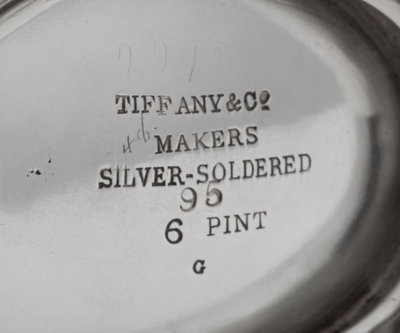 TIFFANY&Co
MAKERS
SILVER-SOLDERED
95
6 PINT
G